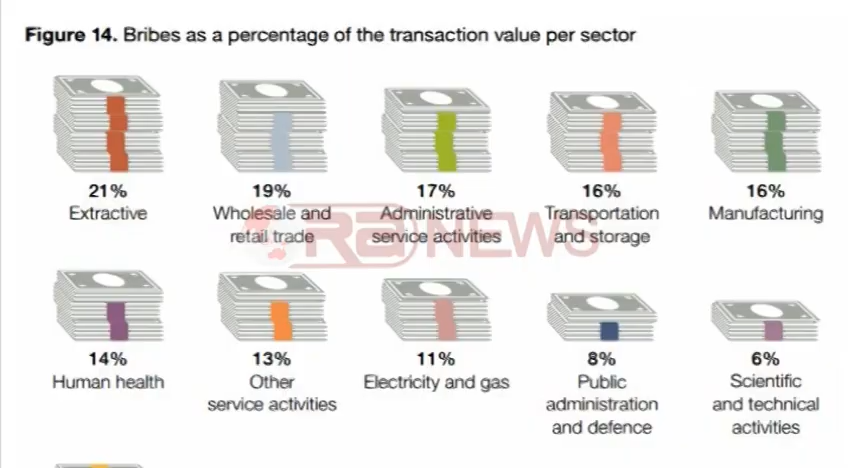 Figure 14. Bribes as a percentage of the transaction value per sector
21%
Extractive
19%
Wholesale and
retail trade
17%
Administrative
service activities
16%
Transportation
and storage
16%
Manufacturing
Ra NEWS
14%
Human health
13%
Other
service activities
11%
Electricity and gas
8%
Public
administration
and defence
6%
Scientific
and technical
activities